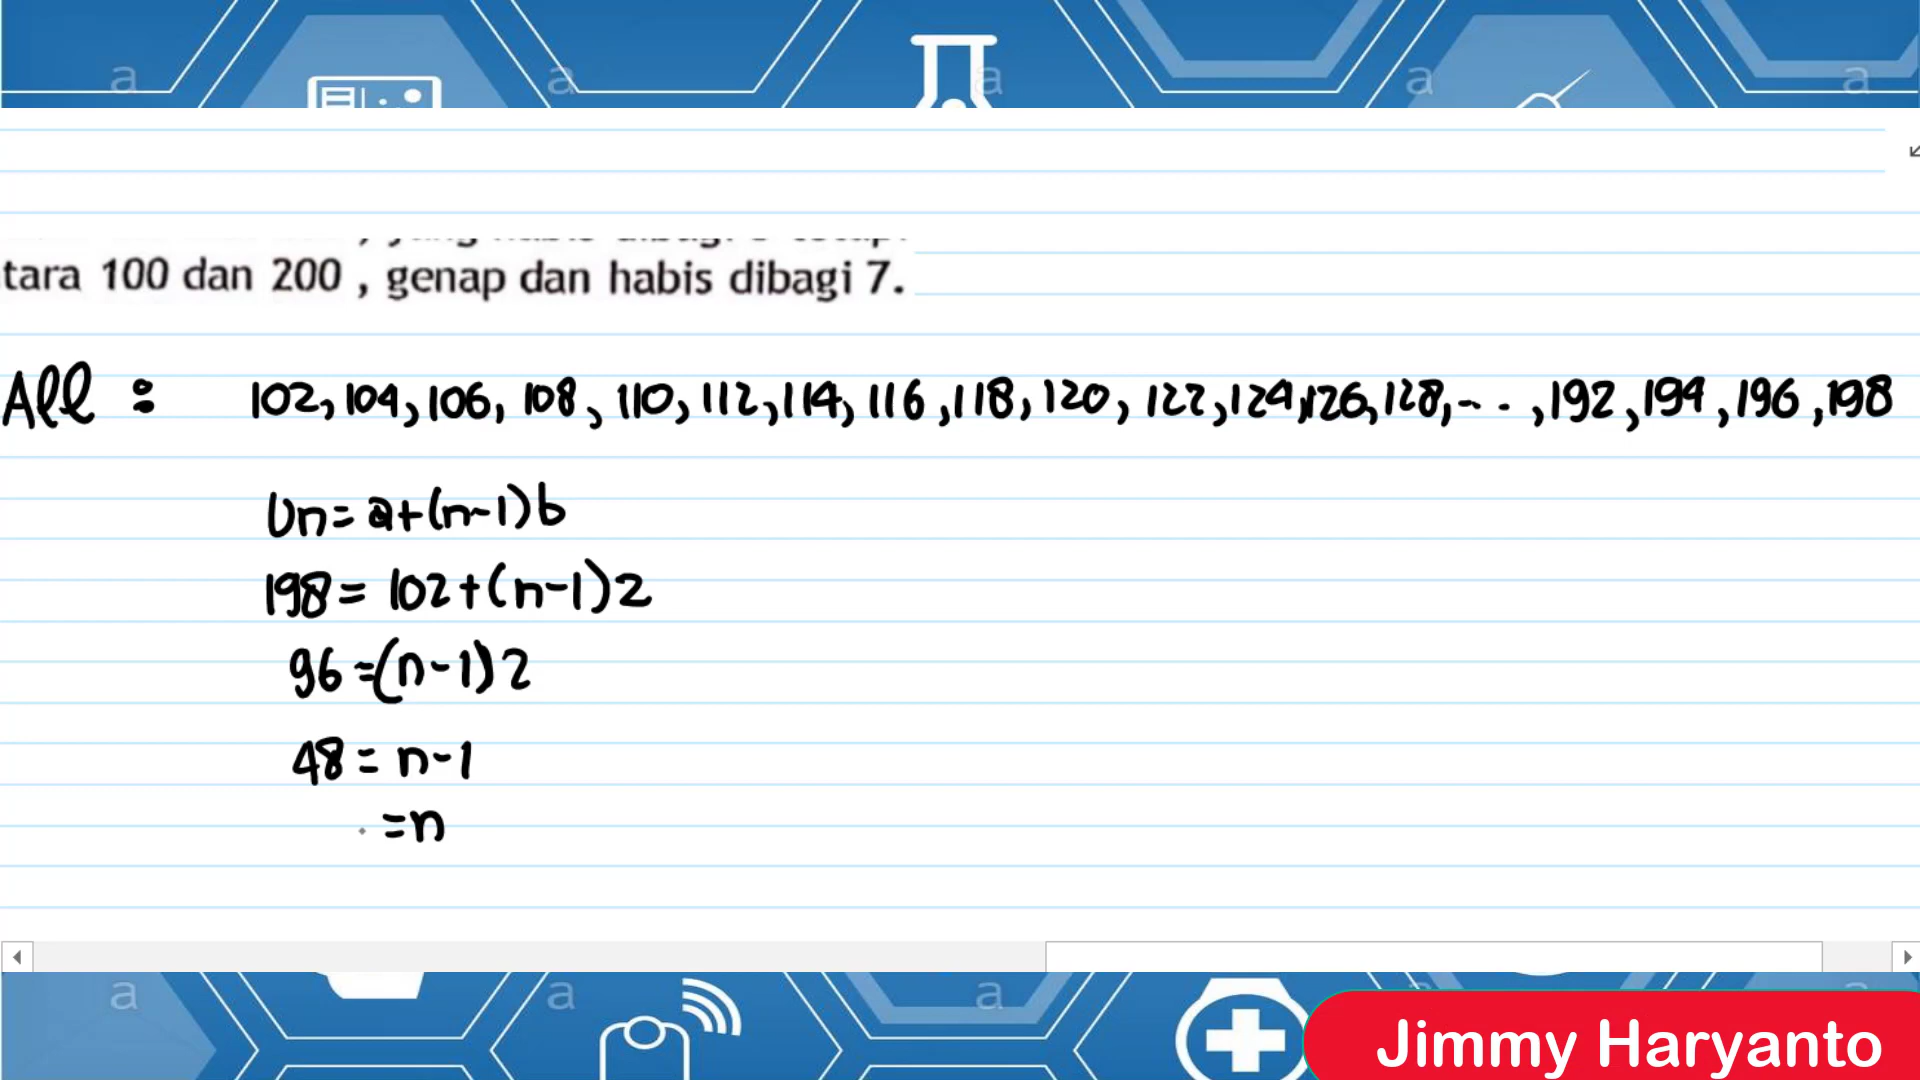 tara 100 dan 200 , genap dan habis dibagi 7.
All : 102, 104, 106, 108, 110, 112, 114, 116, 118, 120, 122, 124, 126, 128, - . . , 192, 194, 196, 198
Un = a+(n-1)b
198 = 102+(n-1)2
96 =(n-1)2
48 = n-1
=n
Jimmy Haryanto